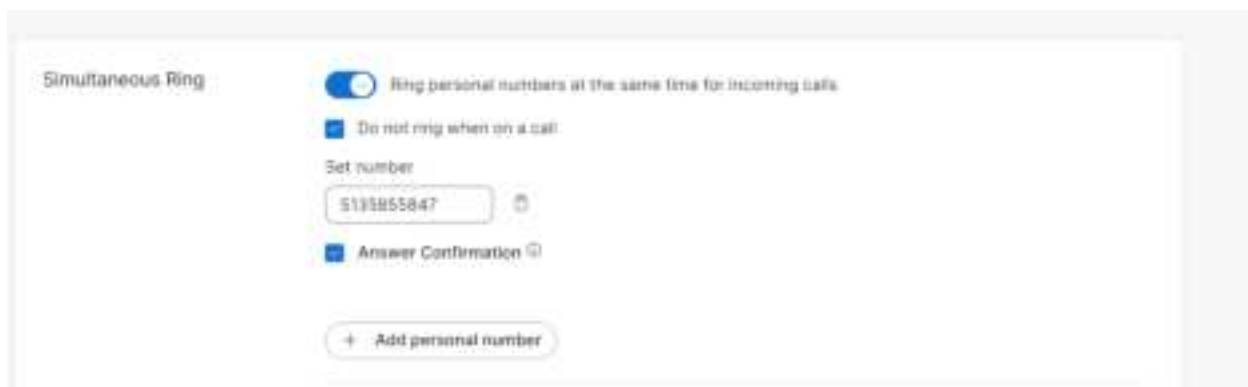 Simultaneous Ring
Ring personal numbers at the same time for incoming calls
Do not ring when on a call
Set number
5135855847
Answer Confirmation
+ Add personal number